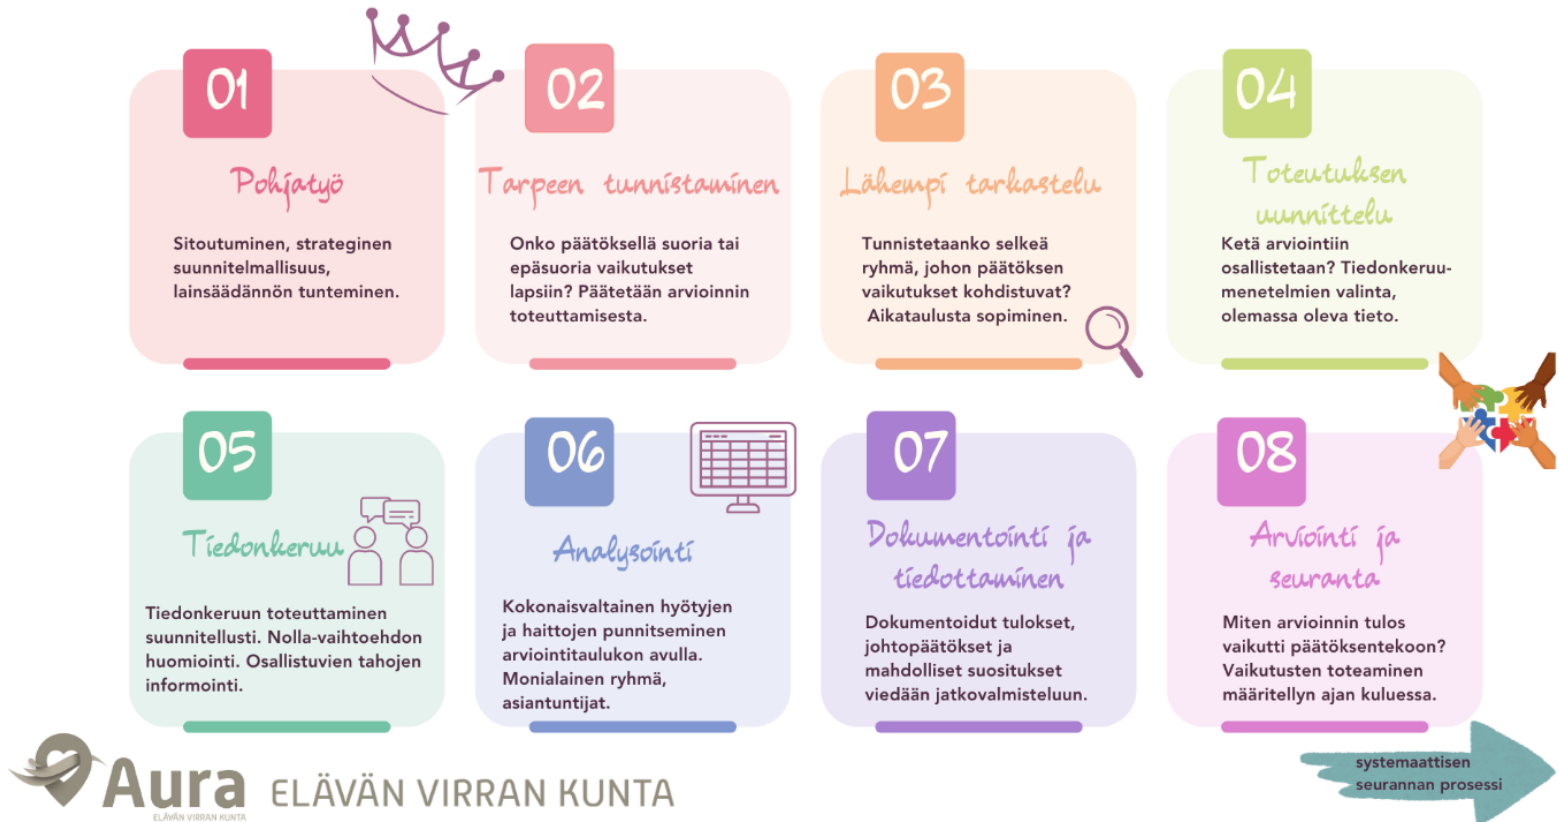 01
Pohjatyö
Sitoutuminen, strateginen
suunnitelmallisuus,
lainsäädännön tunteminen.
02
Tarpeen tunnistaminen
Onko päätöksellä suoria tai
epäsuoria vaikutukset
lapsiin? Päätetään arvioinnin
toteuttamisesta.
03
Lähempi tarkastelu
Tunnistetaanko selkeä
ryhmä, johon päätöksen
vaikutukset kohdistuvat?
Aikataulusta sopiminen.
04
Toteutuksen
uunnittelu
Ketä arviointiin
osallistetaan? Tiedonkeruu-
menetelmien valinta,
olemassa oleva tieto.
05
Tiedonkeruu
Tiedonkeruun toteuttaminen
suunnitellusti. Nolla-vaihtoehdon
huomiointi. Osallistuvien tahojen
informointi.
06
Analysointi
Kokonaisvaltainen hyötyjen
ja haittojen punnitseminen
arviointitaulukon avulla.
Monialainen ryhmä,
asiantuntijat.
07
Dokumentointi ja
tiedottaminen
Dokumentoidut tulokset,
johtopäätökset ja
mahdolliset suositukset
viedään jatkovalmisteluun.
08
Arviointi ja
seuranta
Miten arvioinnin tulos
vaikutti päätöksentekoon?
Vaikutusten toteaminen
määritellyn ajan kuluessa.
Aura
ELÄVÄN VIRRAN KUNTA
ELÄVÄN VIRRAN KUNTA
systemaattisen
seurannan prosessi